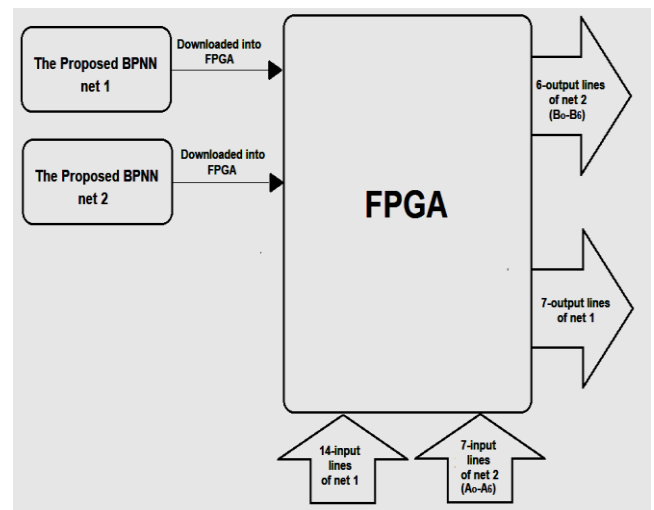 The Proposed BPNN
net 1
Downloaded into
FPGA
The Proposed BPNN
net 2
Downloaded into
FPGA
FPGA
6-output lines
of net 2
(Bo-B6)
7-output lines
of net 1
14-input
lines
of net 1
7-input
lines
of net 2
(Ao-A6)